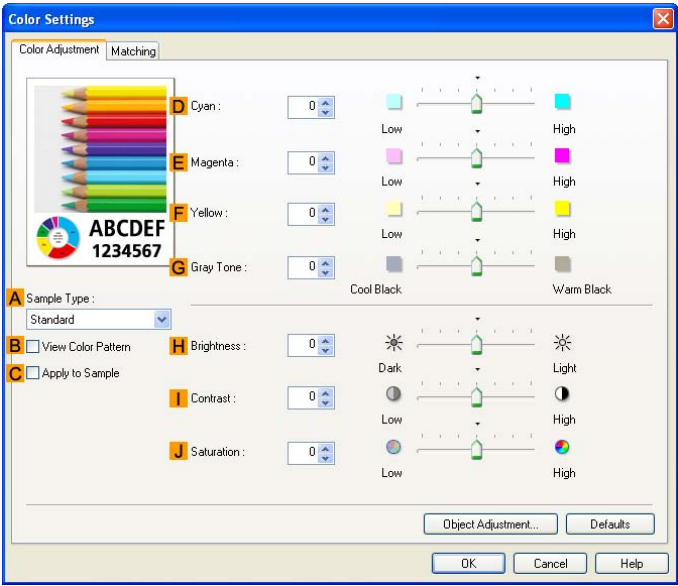 Color Settings
Color Adjustment Matching
D Cyan : 0 Low High
E Magenta : 0 Low High
F Yellow : 0 Low High
ABCDEF
1234567
G Gray Tone : 0 Cool Black Warm Black
A Sample Type :
Standard
B View Color Pattern
C Apply to Sample
H Brightness : 0 Dark Light
I Contrast : 0 Low High
J Saturation : 0 Low High
Object Adjustment... Defaults
OK Cancel Help